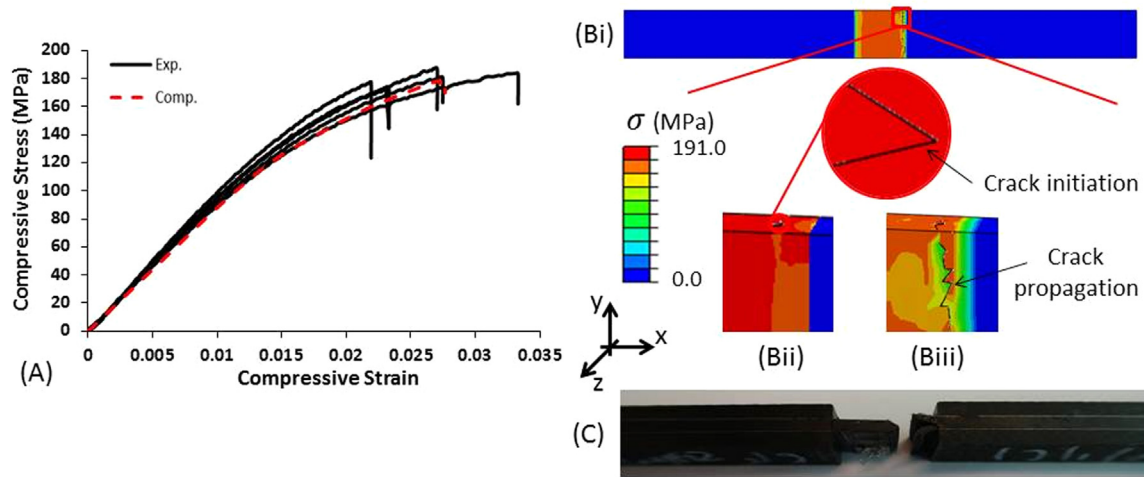 200
180
160
140
120
100
80
60
40
20
0
Compressive Stress (MPa)
Exp.
Comp.
0 0.005 0.01 0.015 0.02 0.025 0.03 0.035
Compressive Strain
(A)
(Bi)
σ (MPa)
191.0
0.0
Crack initiation
Crack
propagation
(Bii)
(Biii)
y
x
z
(C)